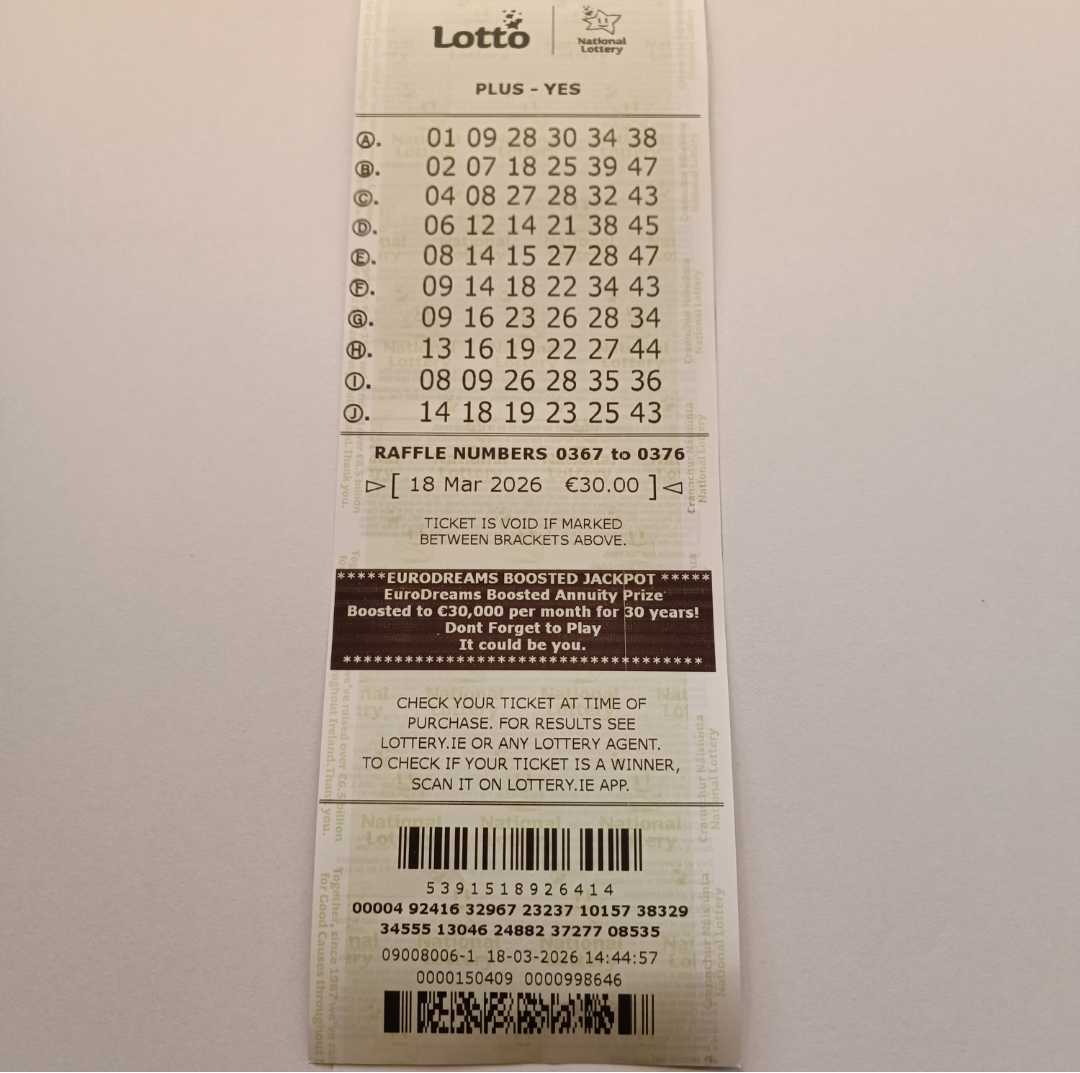 Lotto
National
Lottery
PLUS - YES
A. 01 09 28 30 34 38
B. 02 07 18 25 39 47
C. 04 08 27 28 32 43
D. 06 12 14 21 38 45
E. 08 14 15 27 28 47
F. 09 14 18 22 34 43
G. 09 16 23 26 28 34
H. 13 16 19 22 27 44
I. 08 09 26 28 35 36
J. 14 18 19 23 25 43
RAFFLE NUMBERS 0367 to 0376
[ 18 Mar 2026 €30.00 ]
TICKET IS VOID IF MARKED
BETWEEN BRACKETS ABOVE.
*****EURODREAMS BOOSTED JACKPOT *****
EuroDreams Boosted Annuity Prize
Boosted to €30,000 per month for 30 years!
Dont Forget to Play
It could be you.
**********************************
CHECK YOUR TICKET AT TIME OF
PURCHASE. FOR RESULTS SEE
LOTTERY.IE OR ANY LOTTERY AGENT.
TO CHECK IF YOUR TICKET IS A WINNER,
SCAN IT ON LOTTERY.IE APP.
5391518926414
00004 92416 32967 23237 10157 38329
34555 13046 24882 37277 08535
09008006-1 18-03-2026 14:44:57
0000150409 0000998646